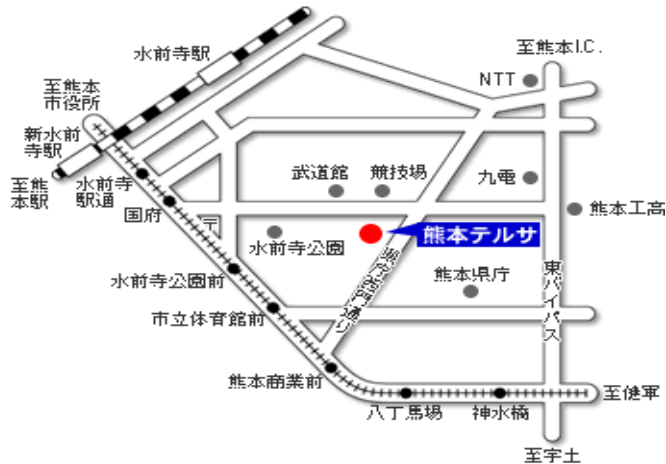 至熊本I.C.
水前寺駅
NTT
至熊本
市役所
新水前
寺駅
武道館
競技場
九電
至熊
本駅
水前寺
駅通
国府
熊本工高
水前寺公園
熊本テルサ
水前寺公園前
熊本県庁
県庁西門通り
東バイパス
市立体育館前
熊本商業前
八丁馬場
神水橋
至健軍
至宇土